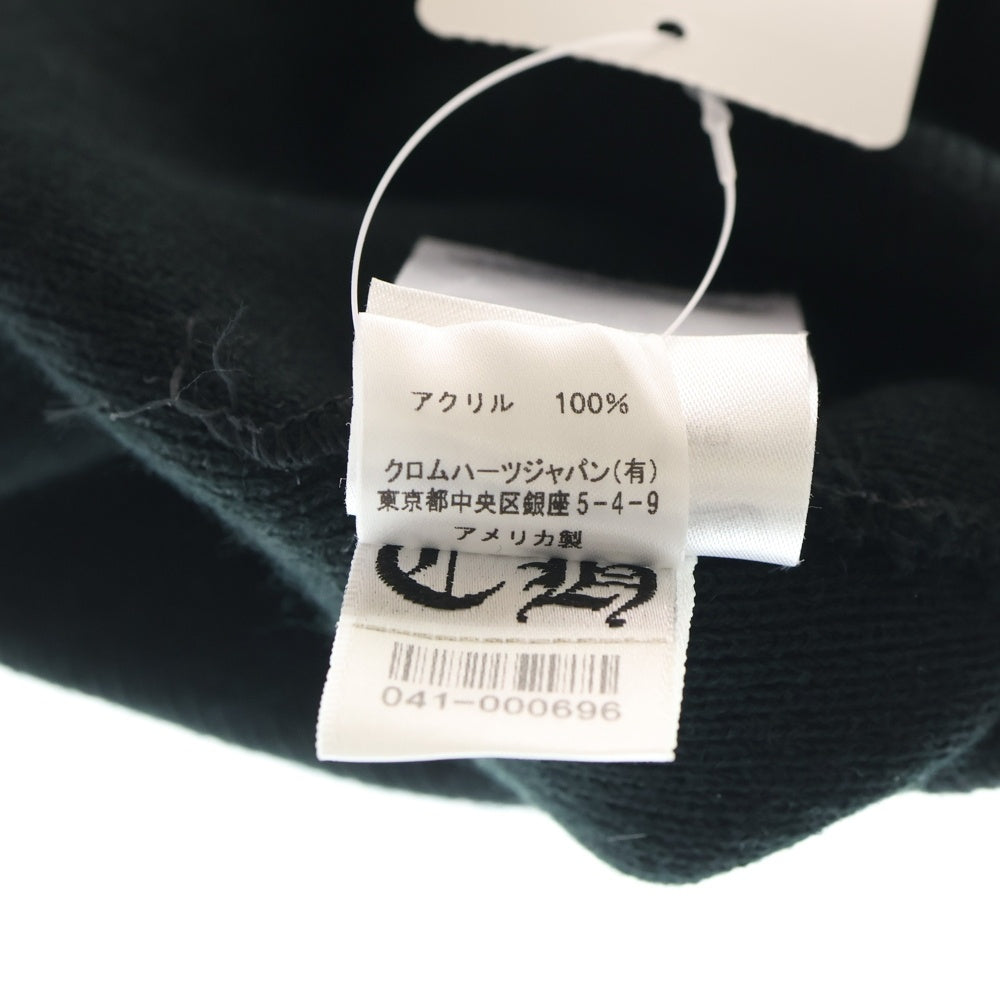 アクリル 100%
クロムハーツジャパン(有)
東京都中央区銀座5-4-9
アメリカ製
CH
041-000696